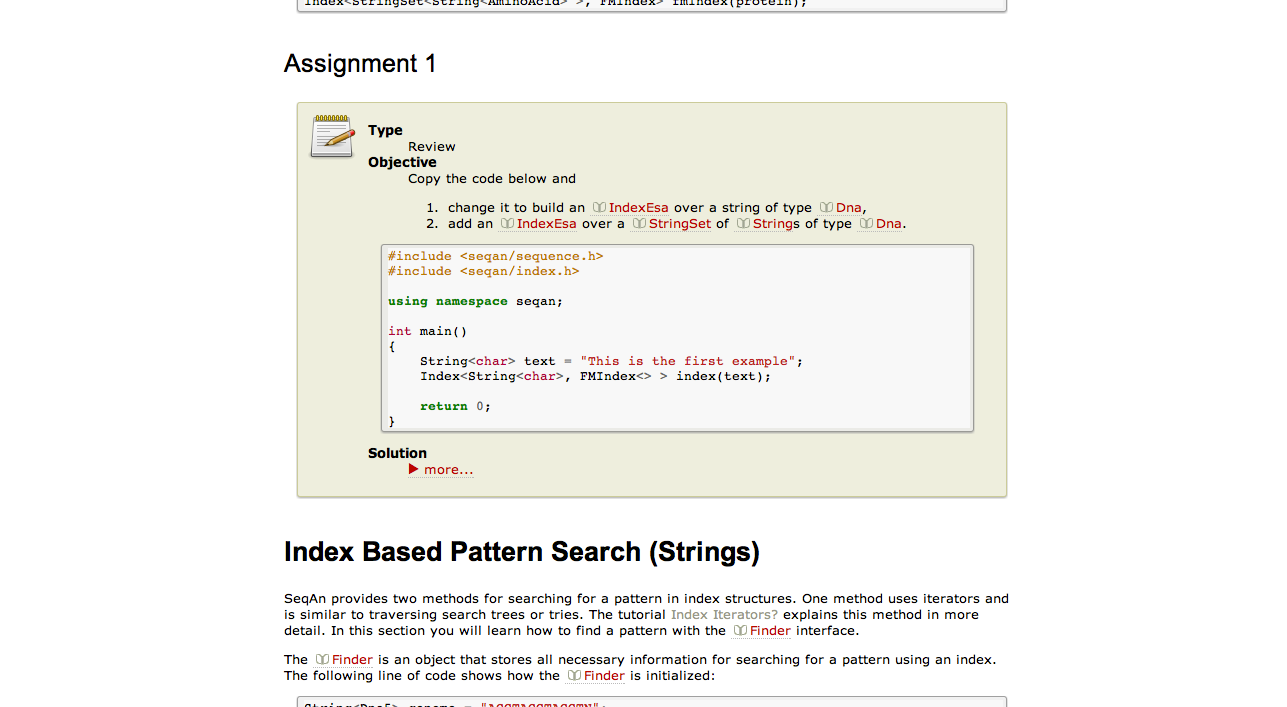 Index<StringSet<String<AminoAcid> >, FMIndex> fmIndex(protein);
Assignment 1
Type
Review
Objective
Copy the code below and
1. change it to build an IndexEsa over a string of type Dna,
2. add an IndexEsa over a StringSet of Strings of type Dna.
#include <seqan/sequence.h>
#include <seqan/index.h>
using namespace seqan;
int main()
{
String<char> text = "This is the first example";
Index<String<char>, FMIndex<> > index(text);
return 0;
}
Solution
more...
Index Based Pattern Search (Strings)
SeqAn provides two methods for searching for a pattern in index structures. One method uses iterators and
is similar to traversing search trees or tries. The tutorial Index Iterators? explains this method in more
detail. In this section you will learn how to find a pattern with the Finder interface.
The Finder is an object that stores all necessary information for searching for a pattern using an index.
The following line of code shows how the Finder is initialized: